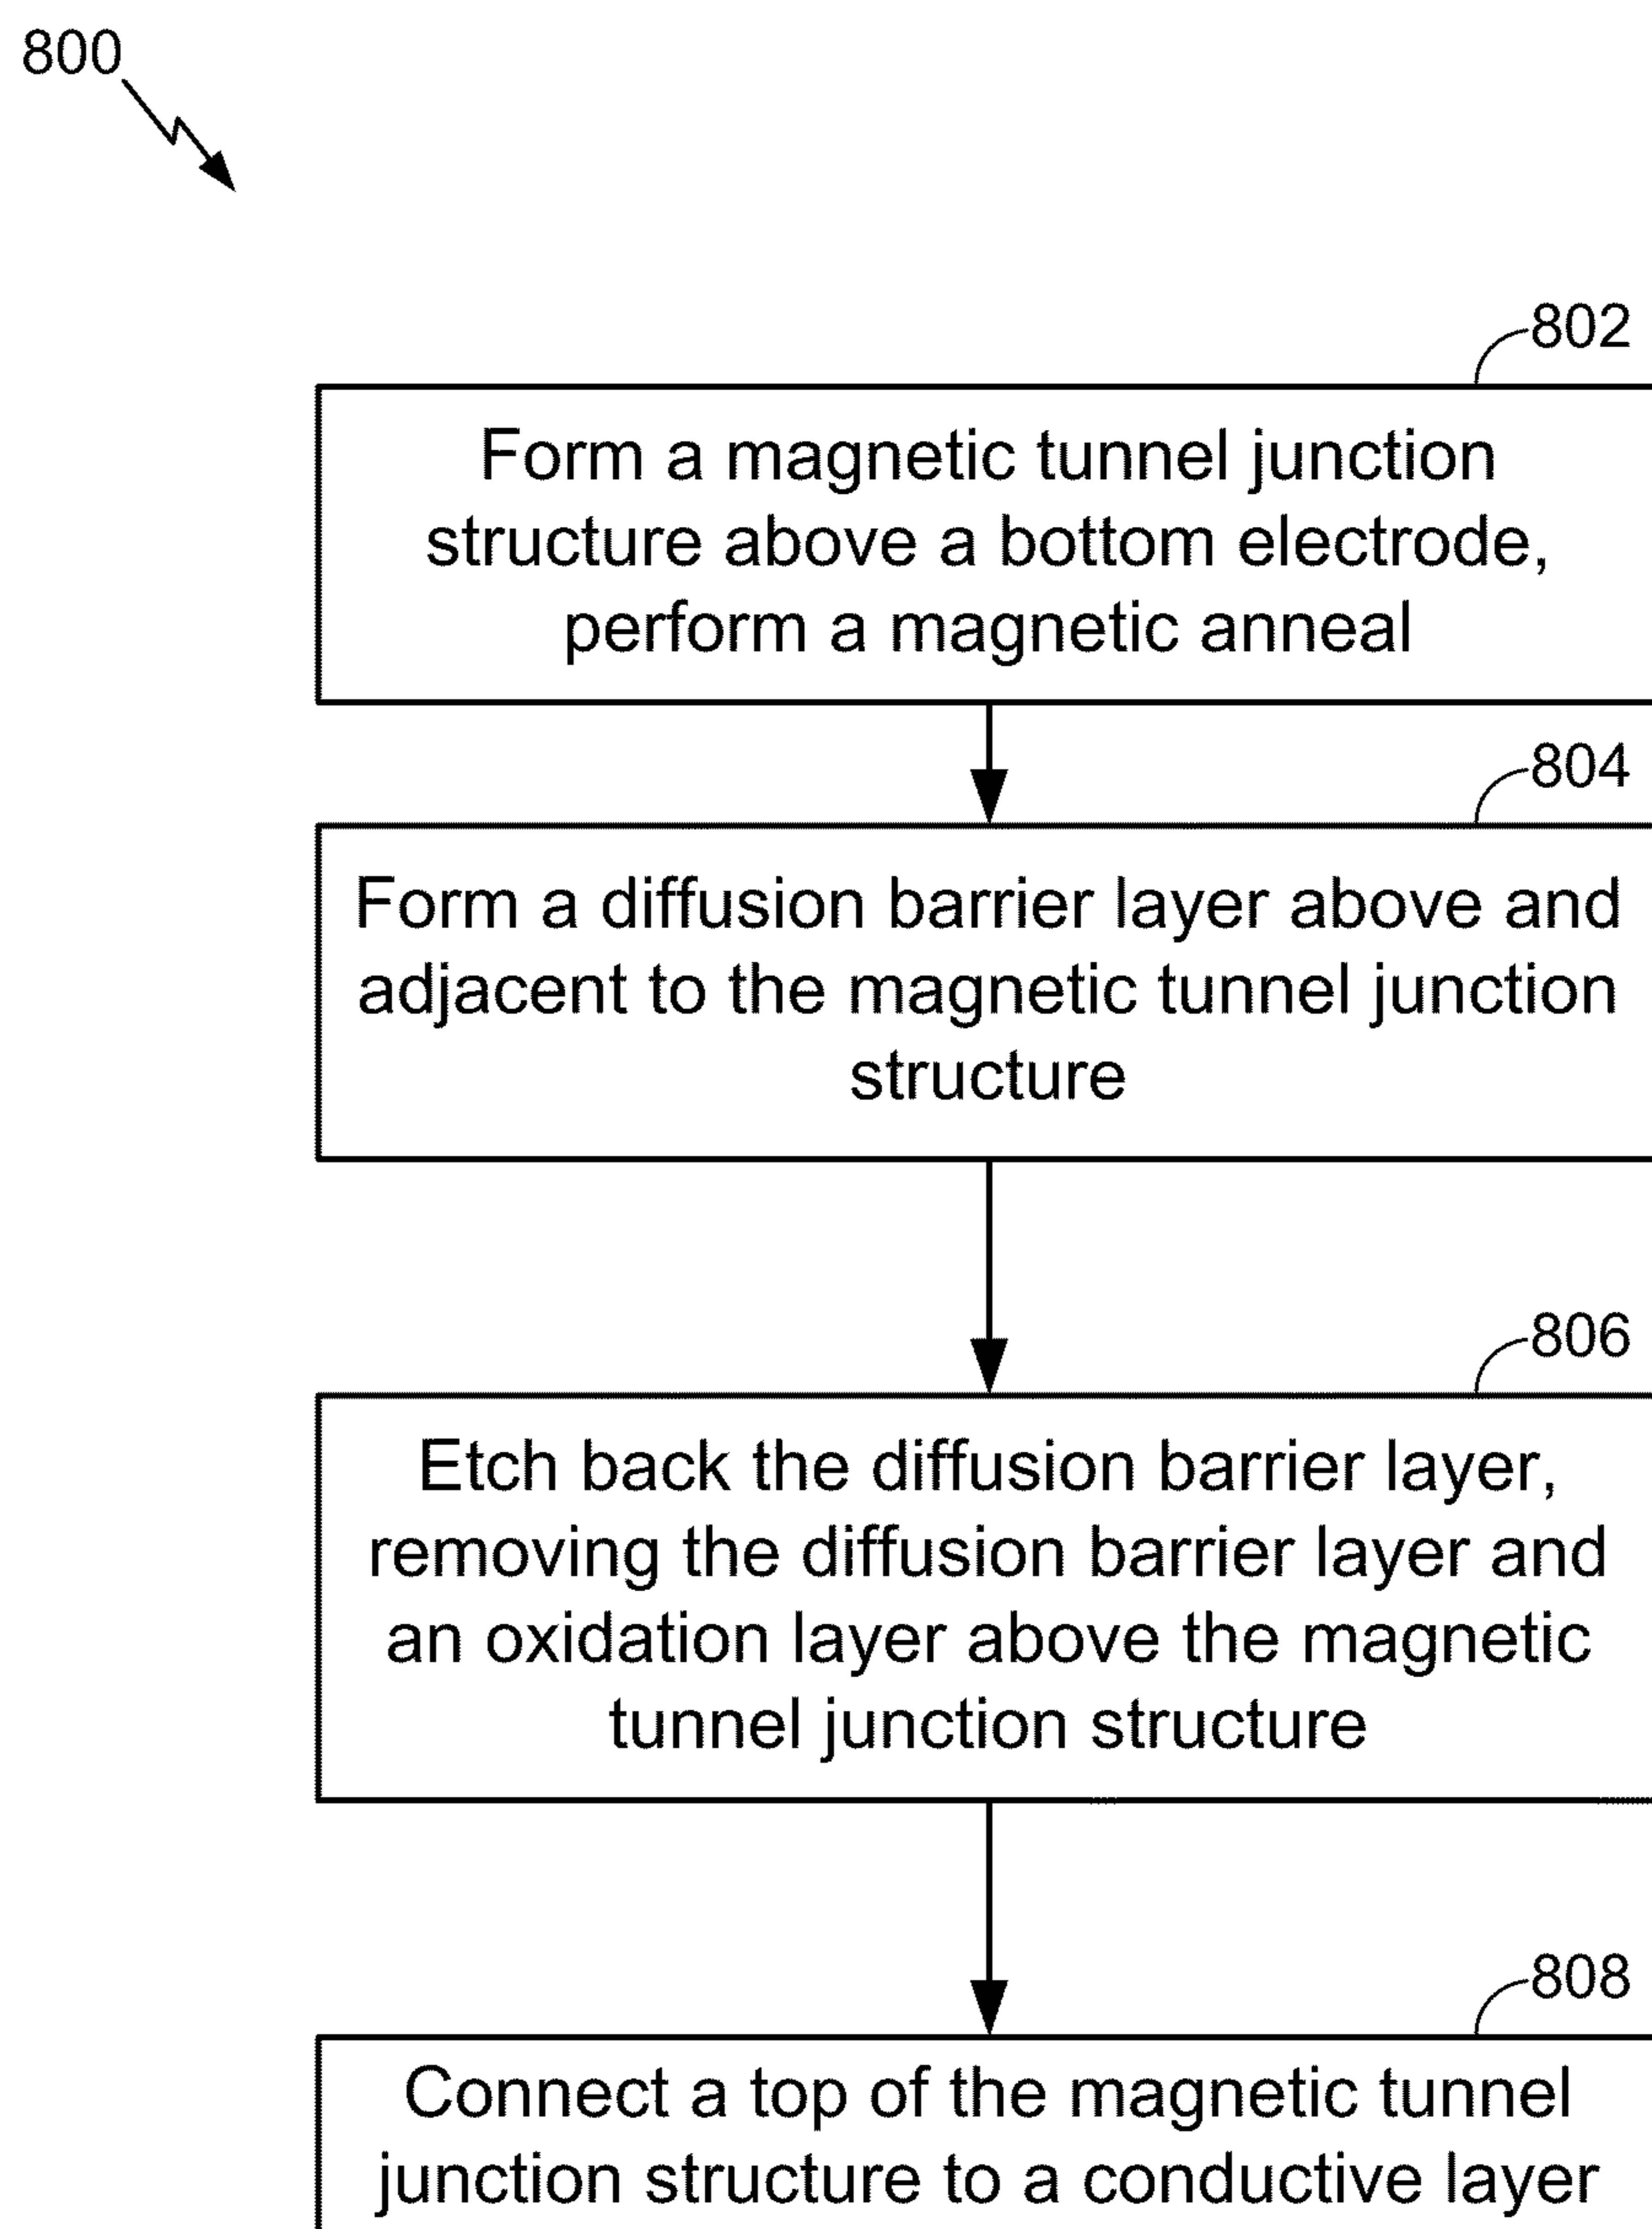 800
802
Form a magnetic tunnel junction
structure above a bottom electrode,
perform a magnetic anneal
804
Form a diffusion barrier layer above and
adjacent to the magnetic tunnel junction
structure
806
Etch back the diffusion barrier layer,
removing the diffusion barrier layer and
an oxidation layer above the magnetic
tunnel junction structure
808
Connect a top of the magnetic tunnel
junction structure to a conductive layer